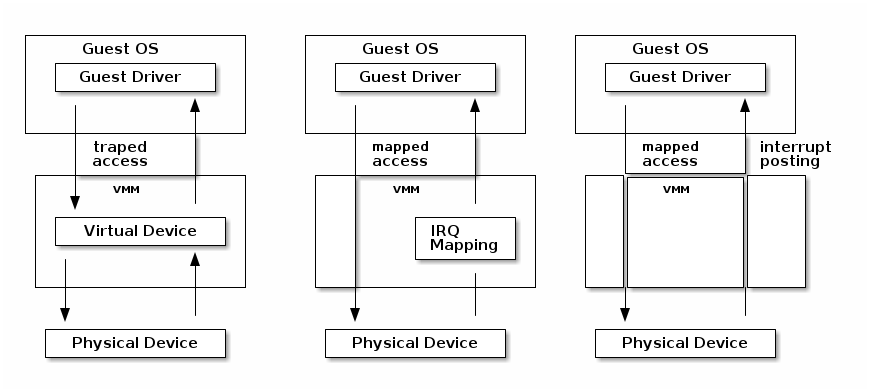 Guest OS
Guest Driver
traped
access
VMM
Virtual Device
Physical Device
Guest OS
Guest Driver
mapped
access
VMM
IRQ
Mapping
Physical Device
Guest OS
Guest Driver
mapped
access
interrupt
posting
VMM
Physical Device